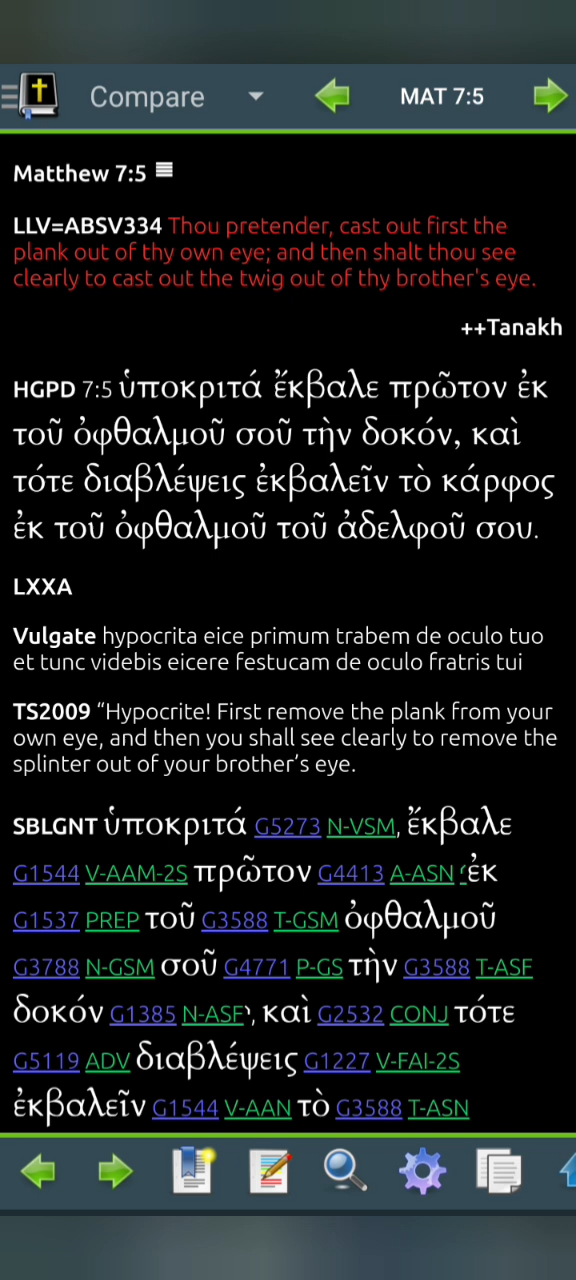 Compare
MAT 7:5
Matthew 7:5
LLV=ABSV334 Thou pretender, cast out first the
plank out of thy own eye; and then shalt thou see
clearly to cast out the twig out of thy brother's eye.
++Tanakh
HGPD 7:5 ὑποκριτά ἔκβαλε πρῶτον ἐκ
τοῦ ὀφθαλμοῦ σοῦ τὴν δοκόν, καὶ
τότε διαβλέψεις ἐκβαλεῖν τὸ κάρφος
ἐκ τοῦ ὀφθαλμοῦ τοῦ ἀδελφοῦ σου.
LXXA
Vulgate hypocrita eice primum trabem de oculo tuo
et tunc videbis eicere festucam de oculo fratris tui
TS2009 “Hypocrite! First remove the plank from your
own eye, and then you shall see clearly to remove the
splinter out of your brother’s eye.
SBLGNT ὑποκριτά G5273 N-VSM, ἔκβαλε
G1544 V-AAM-2S πρῶτον G4413 A-ASN ⸂ἐκ
G1537 PREP τοῦ G3588 T-GSM ὀφθαλμοῦ
G3788 N-GSM σοῦ G4771 P-GS τὴν G3588 T-ASF
δοκόν G1385 N-ASF⸃, καὶ G2532 CONJ τότε
G5119 ADV διαβλέψεις G1227 V-FAI-2S
ἐκβαλεῖν G1544 V-AAN τὸ G3588 T-ASN